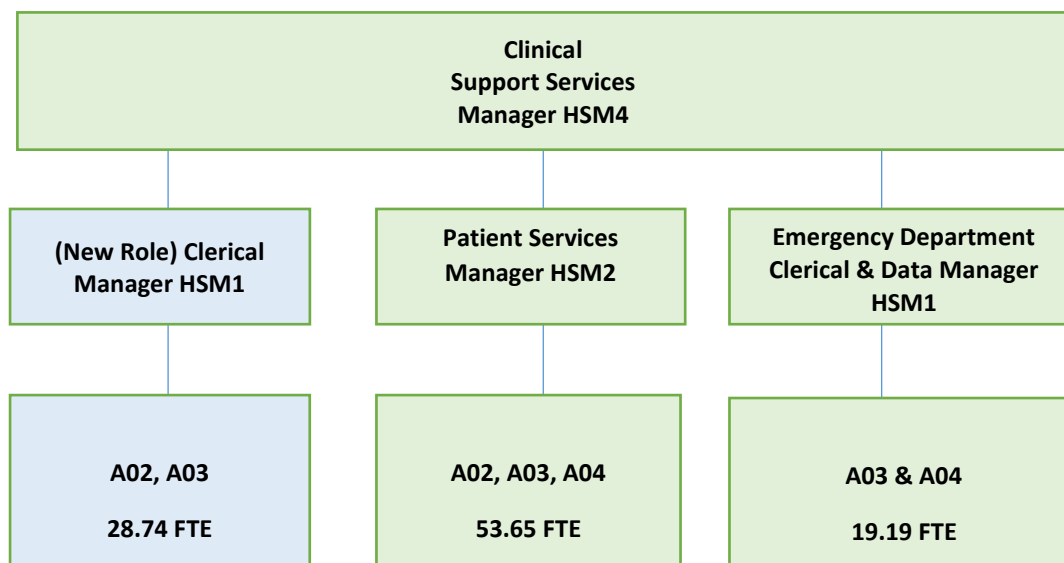 Clinical
Support Services
Manager HSM4
(New Role) Clerical
Manager HSM1
Patient Services
Manager HSM2
Emergency Department
Clerical & Data Manager
HSM1
A02, A03
28.74 FTE
A02, A03, A04
53.65 FTE
A03 & A04
19.19 FTE